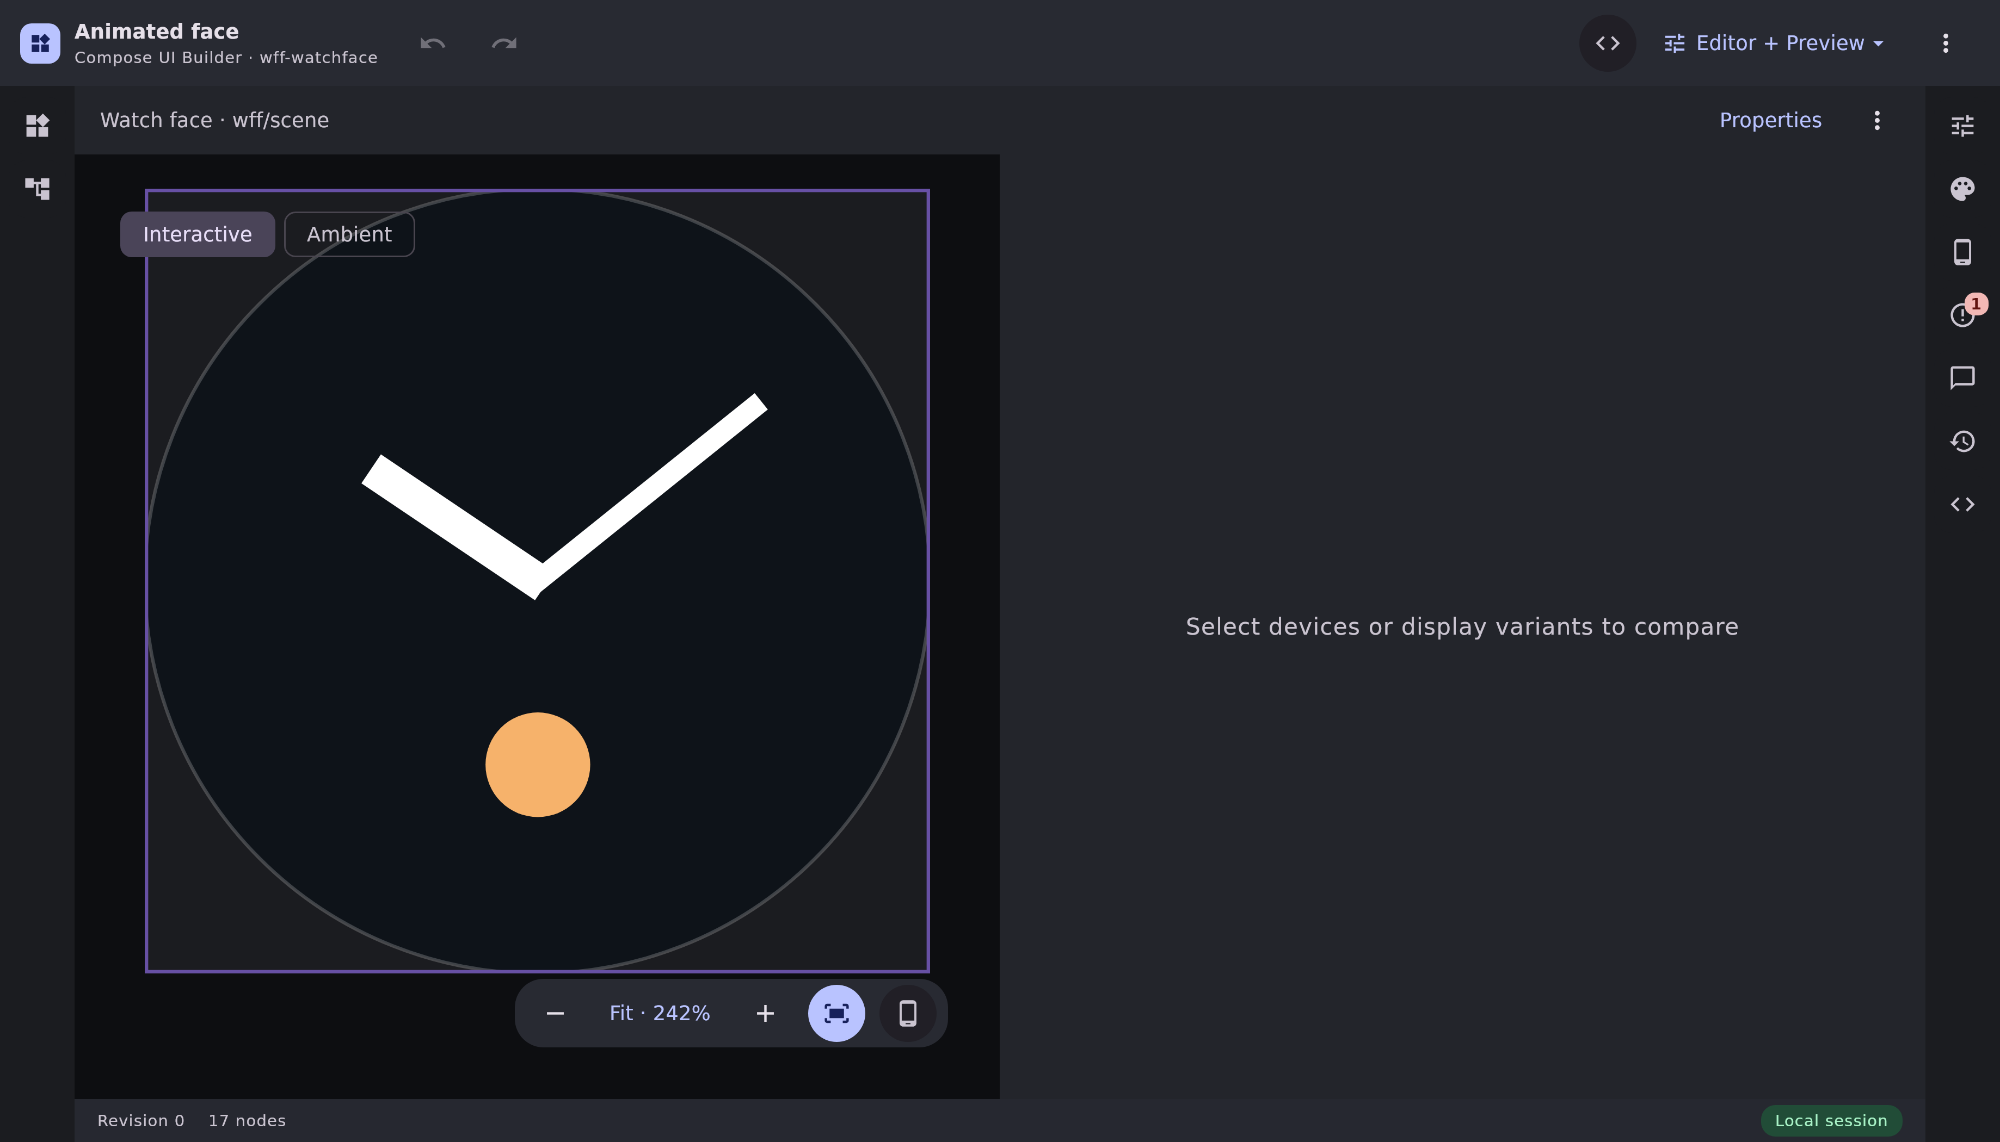 Animated face
Compose UI Builder · wff-watchface
Editor + Preview
Watch face · wff/scene
Properties
Interactive
Ambient
1
Select devices or display variants to compare
Fit · 242%
Revision 0
17 nodes
Local session